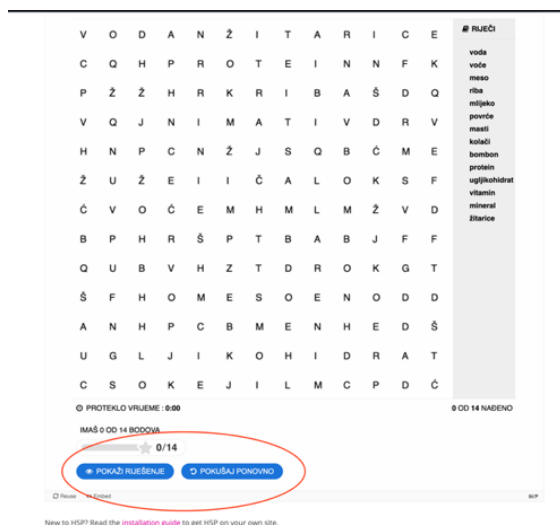 V O D A N Ž I T A R I C E
C Q H P R O T E I N N F K
P Ž Ž H R K R I B A Š D Q
V Q J N I M A T I V D R V
H N P C N Ž J S Q B Ć M E
Ž U Ž E I I Č A L O K S F
Ć V O Ć E M H M L M Ž V D
B P H R Š P T B A B J F F
Q U B V H Z T D R O K G T
Š F H O M E S O E N O D D
A N H P C B M E N H E D Š
U G L J I K O H I D R A T
C S O K E J I L M C P D Ć
RIJEČI
voda
voće
meso
riba
mlijeko
povrće
masti
kolači
bombon
protein
ugljikohidrat
vitamin
mineral
žitarice
PROTEKLO VRIJEME : 0:00
0 OD 14 NAĐENO
IMAŠ 0 OD 14 BODOVA
0/14
POKAŽI RJEŠENJE
POKUŠAJ PONOVNO
Reuse Embed
H5P
New to H5P? Read the installation guide to get H5P on your own site.